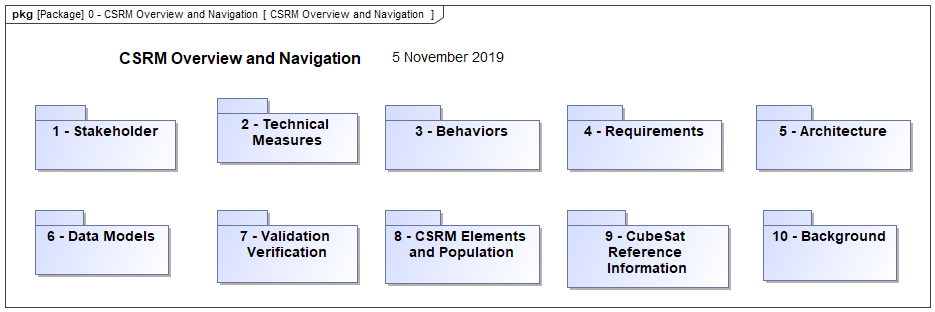 pkg [Package] 0 - CSRM Overview and Navigation [ CSRM Overview and Navigation ]
CSRM Overview and Navigation 5 November 2019
1 - Stakeholder
2 - Technical
Measures
3 - Behaviors
4 - Requirements
5 - Architecture
6 - Data Models
7 - Validation
Verification
8 - CSRM Elements
and Population
9 - CubeSat
Reference
Information
10 - Background